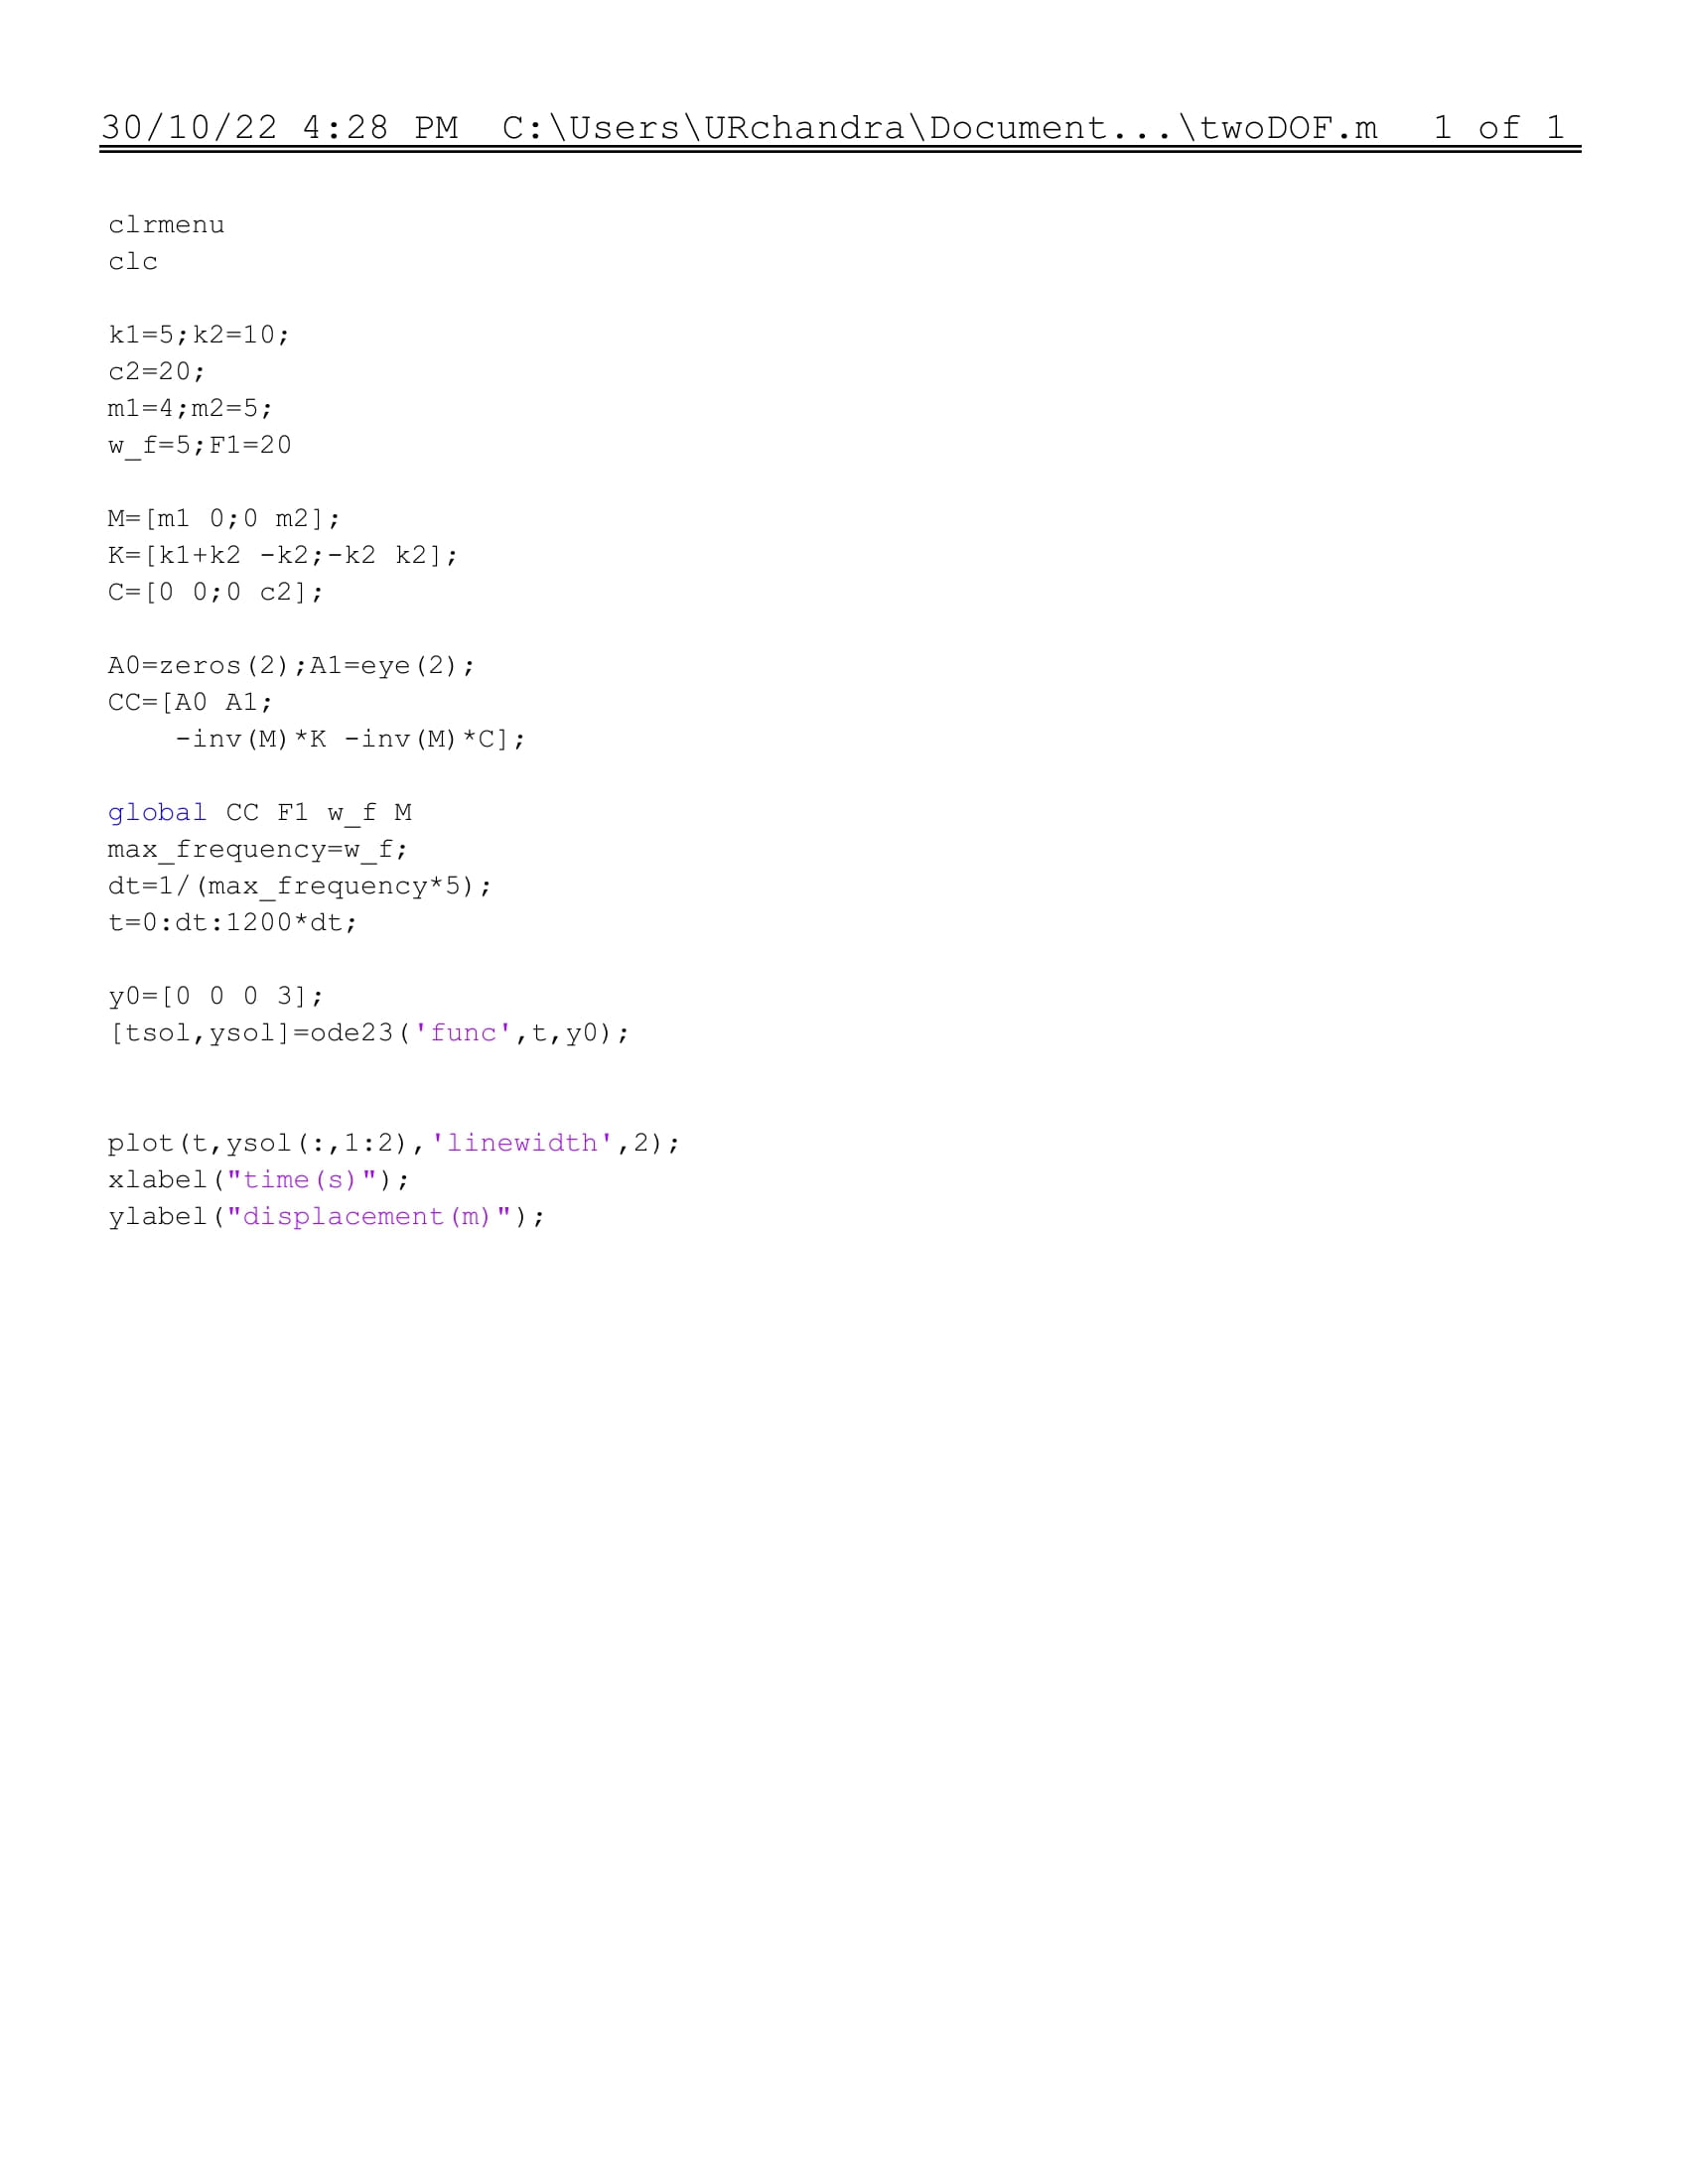 30/10/22 4:28 PM  C:\Users\URchandra\Document...\twoDOF.m  1 of 1
clrmenu
clc
k1=5;k2=10;
c2=20;
m1=4;m2=5;
w_f=5;F1=20
M=[m1 0;0 m2];
K=[k1+k2 -k2;-k2 k2];
C=[0 0;0 c2];
A0=zeros(2);A1=eye(2);
CC=[A0 A1;
    -inv(M)*K -inv(M)*C];
global CC F1 w_f M
max_frequency=w_f;
dt=1/(max_frequency*5);
t=0:dt:1200*dt;
y0=[0 0 0 3];
[tsol,ysol]=ode23('func',t,y0);
plot(t,ysol(:,1:2),'linewidth',2);
xlabel("time(s)");
ylabel("displacement(m)");